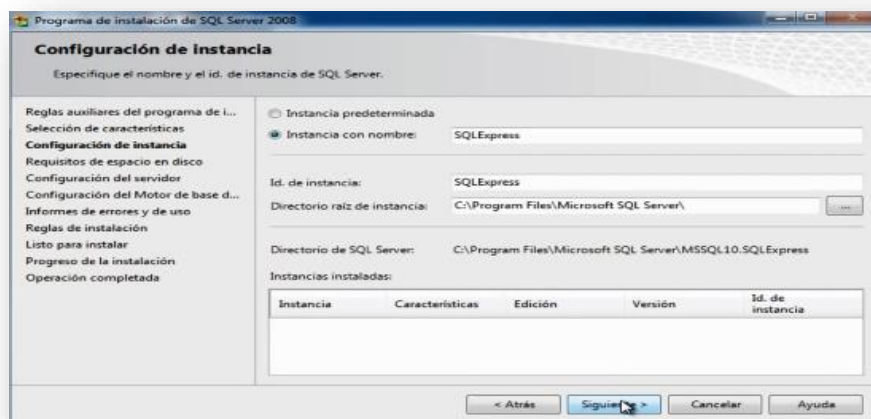 Programa de instalación de SQL Server 2008
Configuración de instancia
Especifique el nombre y el id. de instancia de SQL Server.
Reglas auxiliares del programa de i...
Selección de características
Configuración de instancia
Requisitos de espacio en disco
Configuración del servidor
Configuración del Motor de base d...
Informes de errores y de uso
Reglas de instalación
Listo para instalar
Progreso de la instalación
Operación completada
Instancia predeterminada
Instancia con nombre: SQLExpress
Id. de instancia: SQLExpress
Directorio raíz de instancia: C:\Program Files\Microsoft SQL Server\ ...
Directorio de SQL Server: C:\Program Files\Microsoft SQL Server\MSSQL10.SQLExpress
Instancias instaladas:
Instancia Características Edición Versión Id. de instancia
< Atrás Siguiente > Cancelar Ayuda